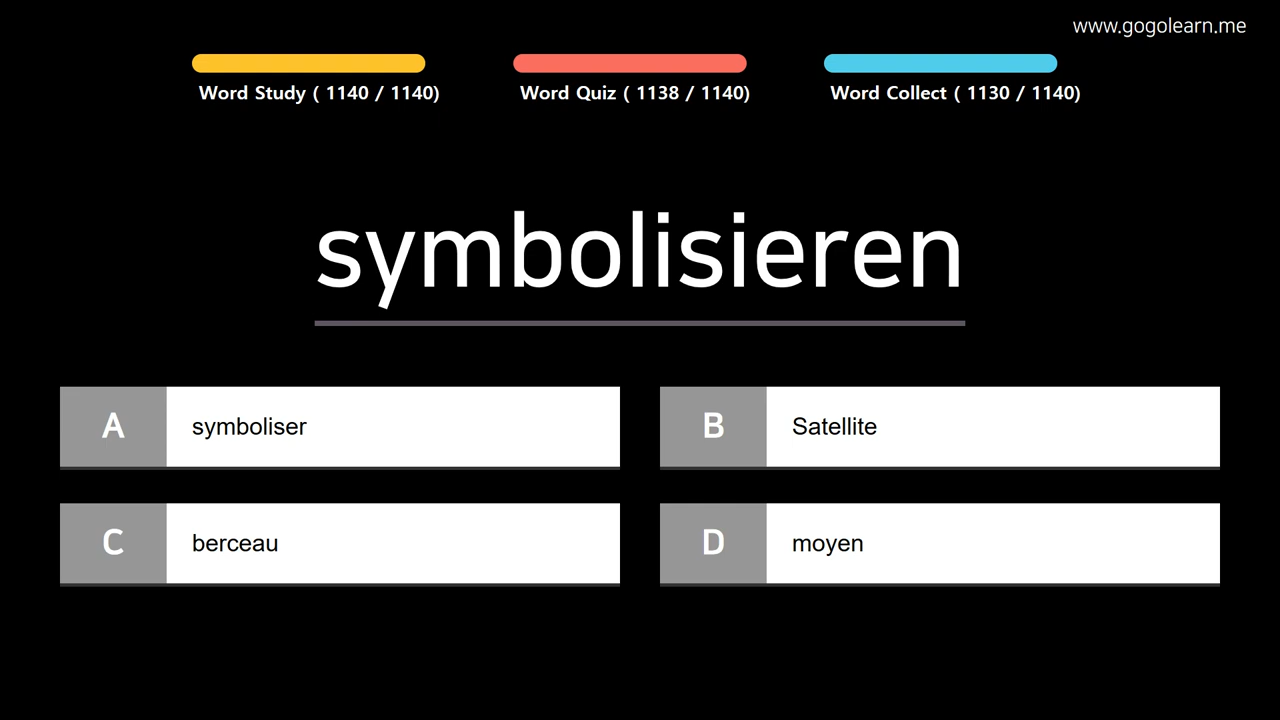 www.gogolearn.me
Word Study ( 1140 / 1140)
Word Quiz ( 1138 / 1140)
Word Collect ( 1130 / 1140)
symbolisieren
A symboliser
B Satellite
C berceau
D moyen